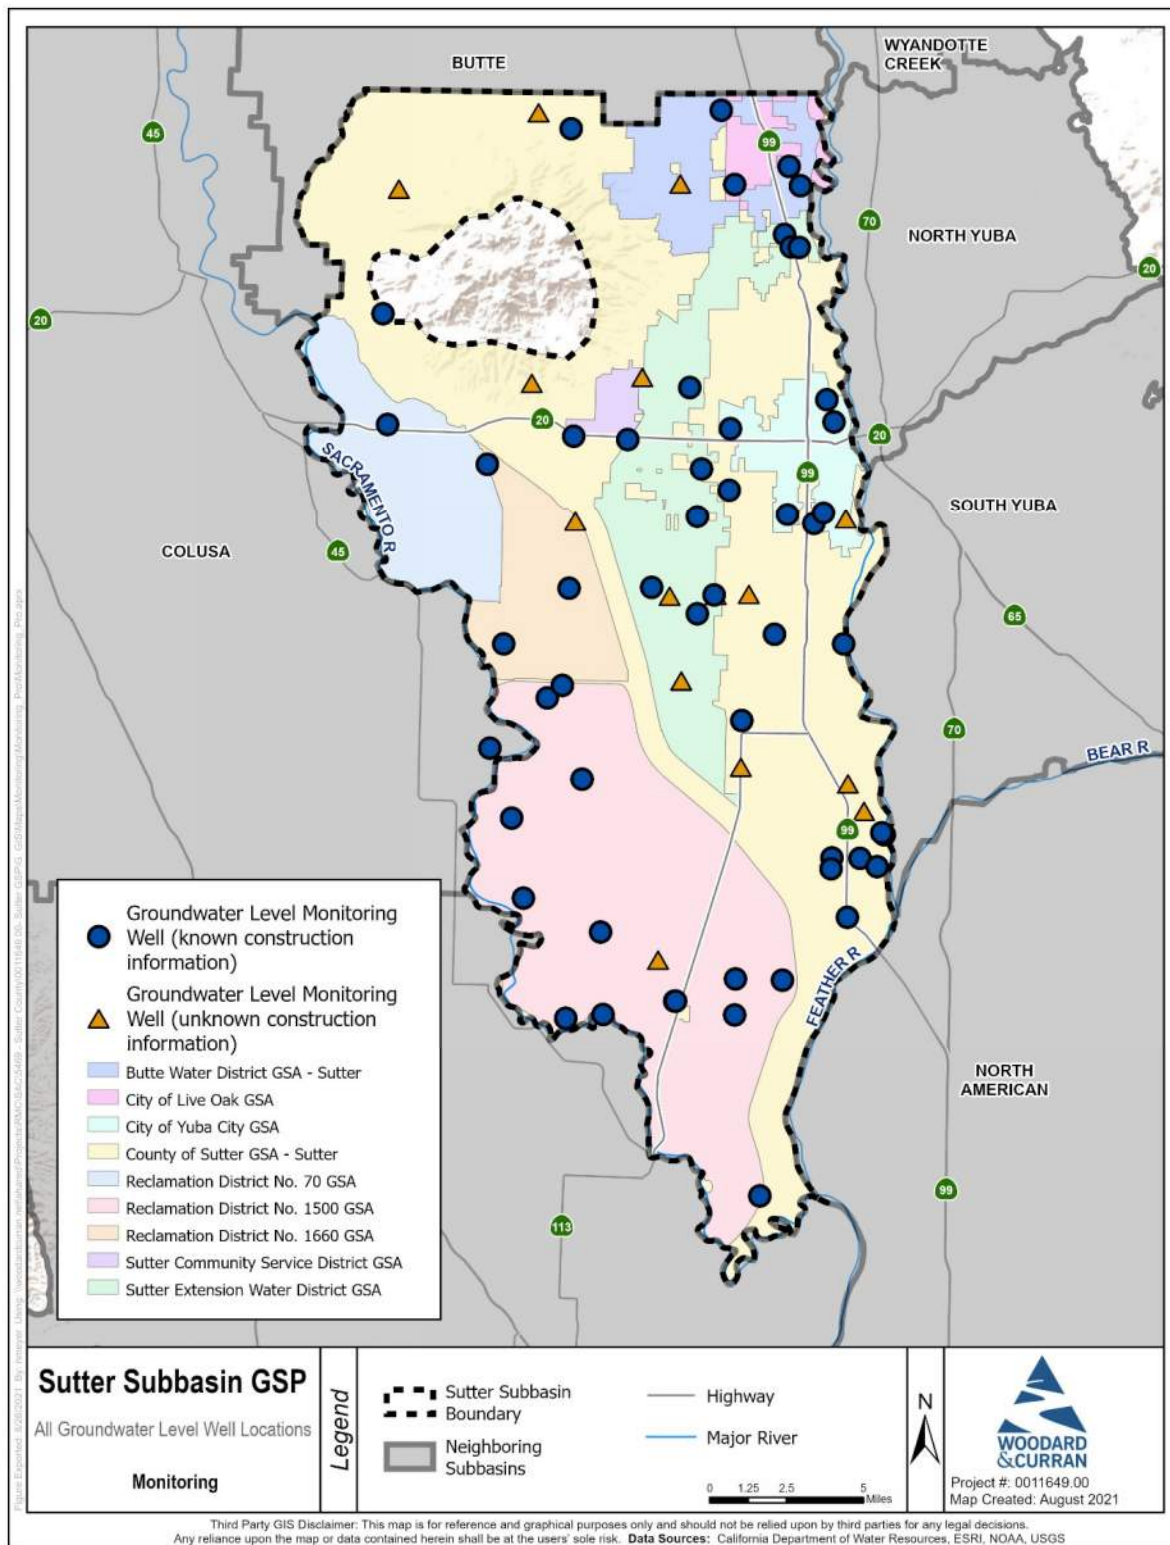 BUTTE
WYANDOTTE
CREEK
45
99
70
NORTH YUBA
20
20
20
20
99
SACRAMENTO R
COLUSA
45
SOUTH YUBA
65
70
BEAR R
99
FEATHER R
NORTH
AMERICAN
99
113
Groundwater Level Monitoring
Well (known construction
information)
Groundwater Level Monitoring
Well (unknown construction
information)
Butte Water District GSA - Sutter
City of Live Oak GSA
City of Yuba City GSA
County of Sutter GSA - Sutter
Reclamation District No. 70 GSA
Reclamation District No. 1500 GSA
Reclamation District No. 1660 GSA
Sutter Community Service District GSA
Sutter Extension Water District GSA
Sutter Subbasin GSP
All Groundwater Level Well Locations
Monitoring
Legend
Sutter Subbasin
Boundary
Neighboring
Subbasins
Highway
Major River
0 1.25 2.5 5
Miles
N
WOODARD
&CURRAN
Project #: 0011649.00
Map Created: August 2021
Third Party GIS Disclaimer: This map is for reference and graphical purposes only and should not be relied upon by third parties for any legal decisions.
Any reliance upon the map or data contained herein shall be at the users' sole risk. Data Sources: California Department of Water Resources, ESRI, NOAA, USGS